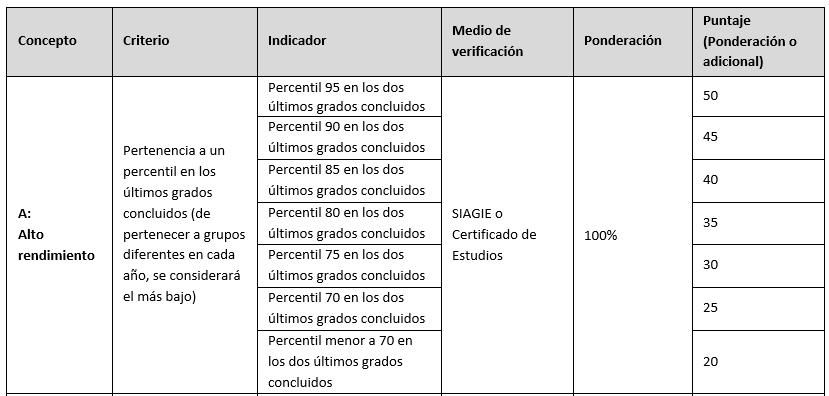 Concepto
Criterio
Indicador
Medio de
verificación
Ponderación
Puntaje
(Ponderación o
adicional)
A:
Alto
rendimiento
Pertenencia a un
percentil en los
últimos grados
concluidos (de
pertenecer a grupos
diferentes en cada
año, se considerará
el más bajo)
Percentil 95 en los dos
últimos grados concluidos
Percentil 90 en los dos
últimos grados concluidos
Percentil 85 en los dos
últimos grados concluidos
Percentil 80 en los dos
últimos grados concluidos
Percentil 75 en los dos
últimos grados concluidos
Percentil 70 en los dos
últimos grados concluidos
Percentil menor a 70 en
los dos últimos grados
concluidos
SIAGIE o
Certificado de
Estudios
100%
50
45
40
35
30
25
20